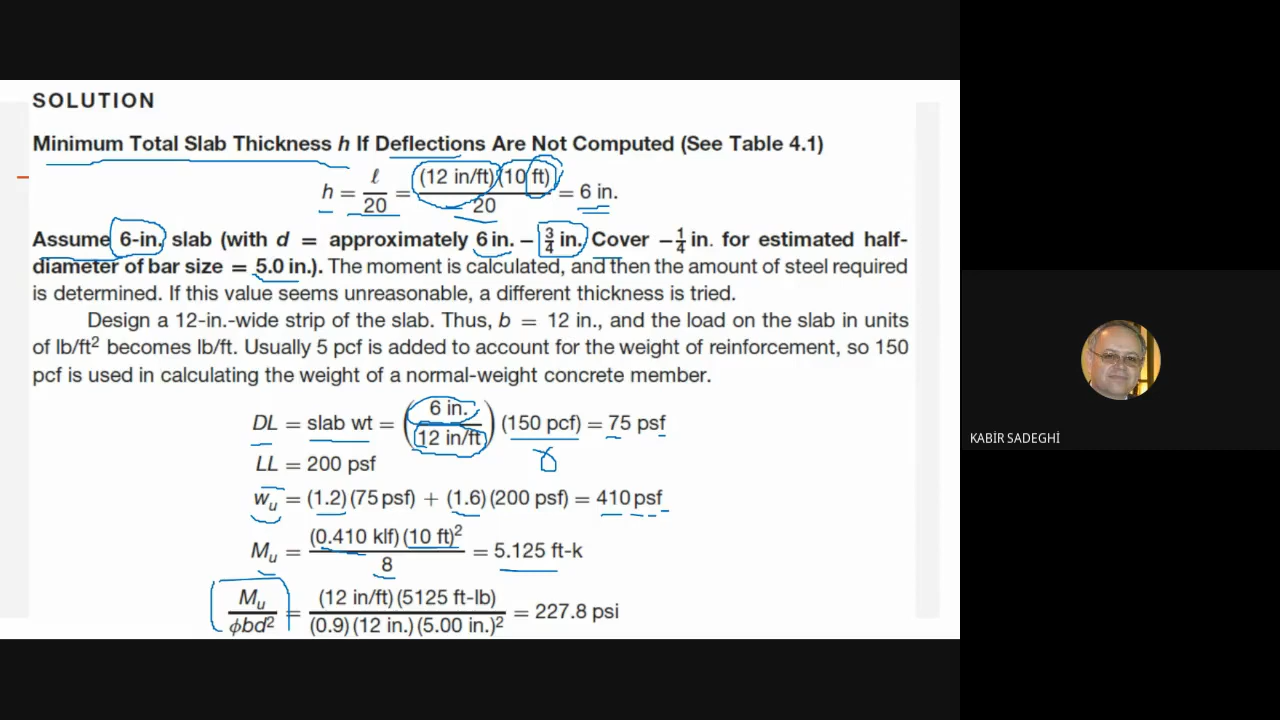 SOLUTION
Minimum Total Slab Thickness h If Deflections Are Not Computed (See Table 4.1)
h = ℓ/20 = (12 in/ft)(10 ft)/20 = 6 in.
Assume 6-in. slab (with d = approximately 6 in. − 3/4 in. Cover −1/4 in. for estimated half-
diameter of bar size = 5.0 in.). The moment is calculated, and then the amount of steel required
is determined. If this value seems unreasonable, a different thickness is tried.
Design a 12-in.-wide strip of the slab. Thus, b = 12 in., and the load on the slab in units
of lb/ft² becomes lb/ft. Usually 5 pcf is added to account for the weight of reinforcement, so 150
pcf is used in calculating the weight of a normal-weight concrete member.
DL = slab wt = (6 in./12 in/ft) (150 pcf) = 75 psf
γ
LL = 200 psf
wᵤ = (1.2)(75 psf) + (1.6)(200 psf) = 410 psf
Mᵤ = (0.410 klf)(10 ft)²/8 = 5.125 ft-k
Mᵤ/ϕbd² = (12 in/ft)(5125 ft-lb)/(0.9)(12 in.)(5.00 in.)² = 227.8 psi
KABİR SADEGHİ